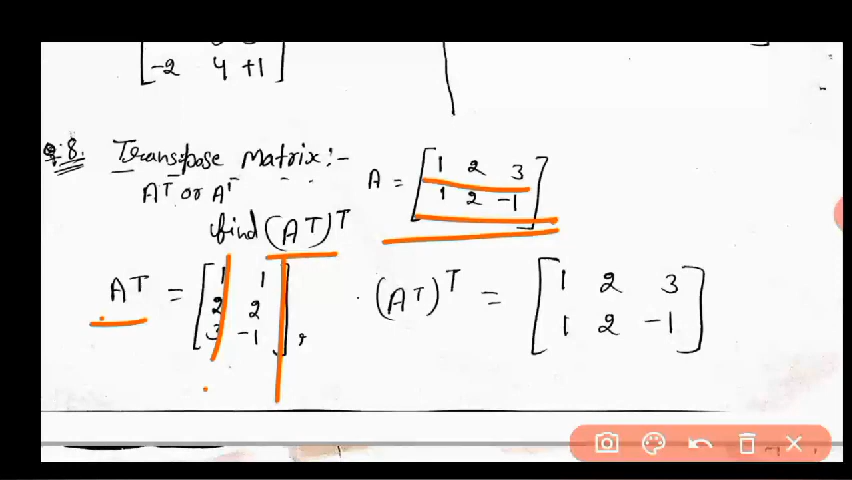 -2 4 +1
Q.8. Transpose Matrix:-
Aᵀ or Aᵀ
find (Aᵀ)ᵀ
A = [1 2 3
1 2 -1]
Aᵀ = [1 1
2 2
3 -1],
(Aᵀ)ᵀ = [1 2 3
1 2 -1]